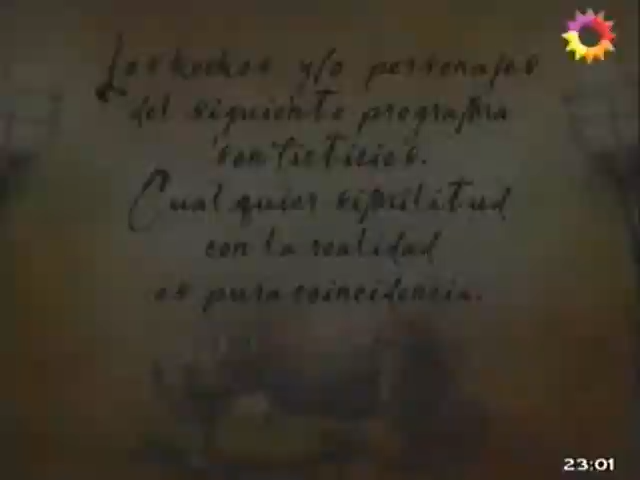 Los hechos y/o personajes
del siguiente programa
son ficticios.
Cualquier similitud
con la realidad
es pura coincidencia.
23:01